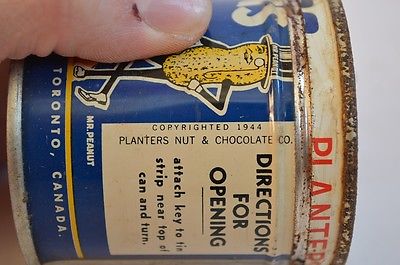 TORONTO, CANADA.
MR. PEANUT
COPYRIGHTED 1944
PLANTERS NUT & CHOCOLATE CO.
DIRECTIONS
FOR
OPENING
attach key to tin
strip near top of
can and turn.
PLANTER